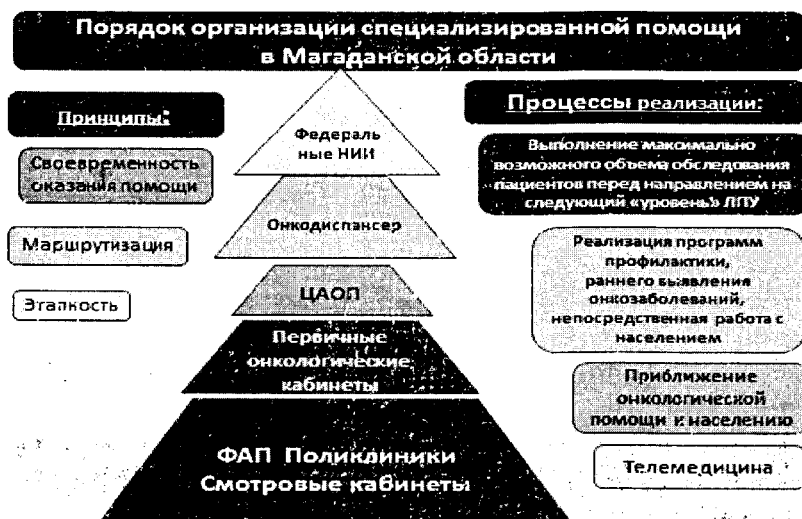 Порядок организации специализированной помощи
в Магаданской области
Принципы:
Своевременность
оказания помощи
Маршрутизация
Этапность
Федераль
ные НИИ
Онкодиспансер
ЦАОП
Первичные
онкологические
кабинеты
ФАП Поликлиники
Смотровые кабинеты
Процессы реализации:
Выполнение максимально
возможного объема обследования
пациентов перед направлением на
следующий «уровень» ЛПУ
Реализация программ
профилактики,
раннего выявления
онкозаболеваний,
непосредственная работа с
населением
Приближение
онкологической
помощи к населению
Телемедицина